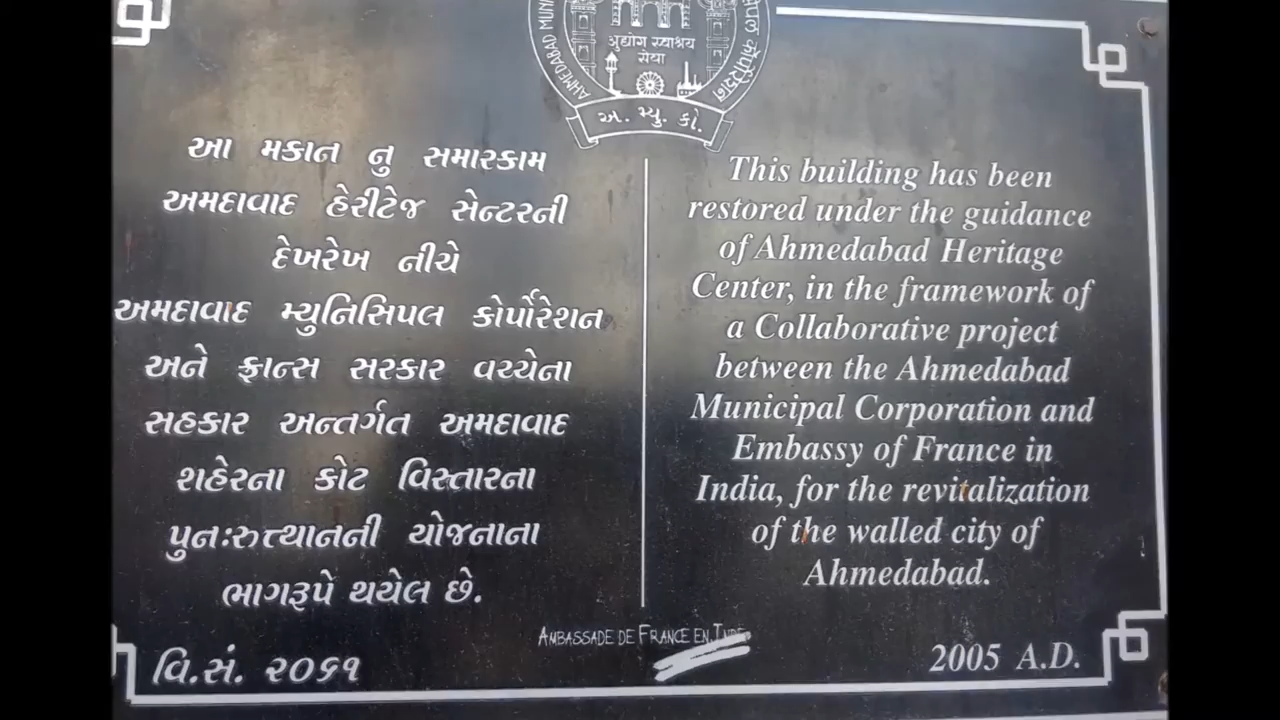 AHMEDABAD MUNI
અુદ્યોગ સ્વાશ્રય
સેવા
અ. મ્યુ. કો.
આ મકાન નુ સમારકામ
અમદાવાદ હેરીટેજ સેન્ટરની
દેખરેખ નીચે
અમદાવાદ મ્યુનિસિપલ કોર્પોરેશન
અને ફ્રાન્સ સરકાર વચ્ચેના
સહકાર અન્તર્ગત અમદાવાદ
શહેરના કોટ વિસ્તારના
પુનઃરુત્થાનની યોજનાના
ભાગરૂપે થયેલ છે.
વિ.સં. ૨૦૬૧
This building has been
restored under the guidance
of Ahmedabad Heritage
Center, in the framework of
a Collaborative project
between the Ahmedabad
Municipal Corporation and
Embassy of France in
India, for the revitalization
of the walled city of
Ahmedabad.
2005 A.D.
AMBASSADE DE FRANCE EN INDE